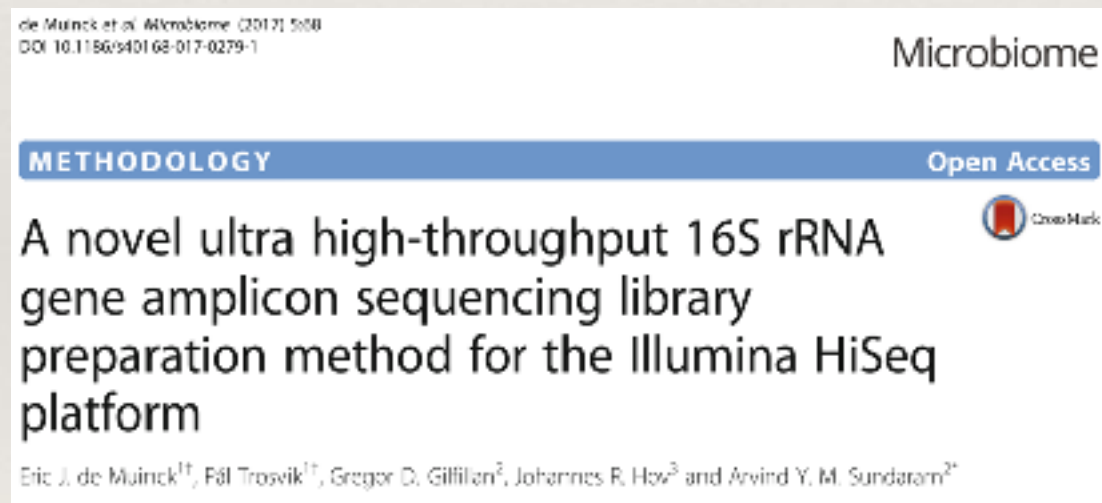 de Muinck et al. Microbiome (2017) 5:68
DOI 10.1186/s40168-017-0279-1
Microbiome
METHODOLOGY
Open Access
CrossMark
A novel ultra high-throughput 16S rRNA
gene amplicon sequencing library
preparation method for the Illumina HiSeq
platform
Eric J. de Muinck1†, Pål Trosvik1†, Gregor D. Gilfillan2, Johannes R. Hov3 and Arvind Y. M. Sundaram2*